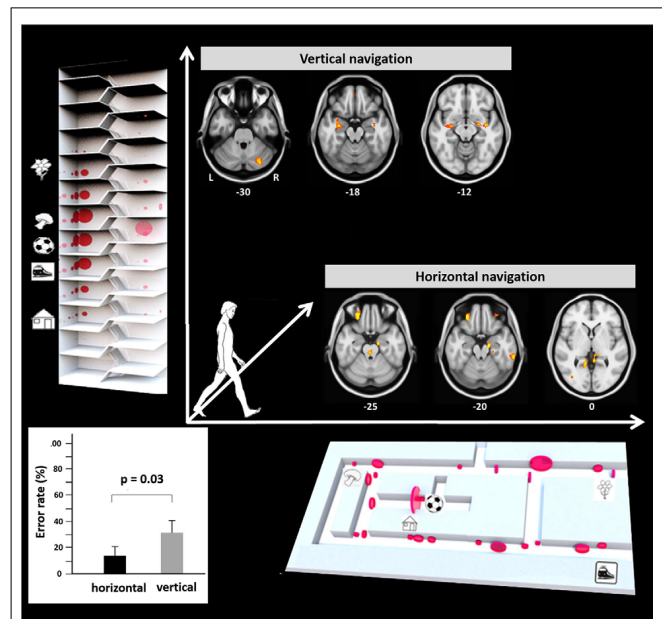 Vertical navigation
L R
-30 -18 -12
Horizontal navigation
-25 -20 0
Error rate (%)
.00
80
60
40
20
0
p = 0.03
horizontal vertical